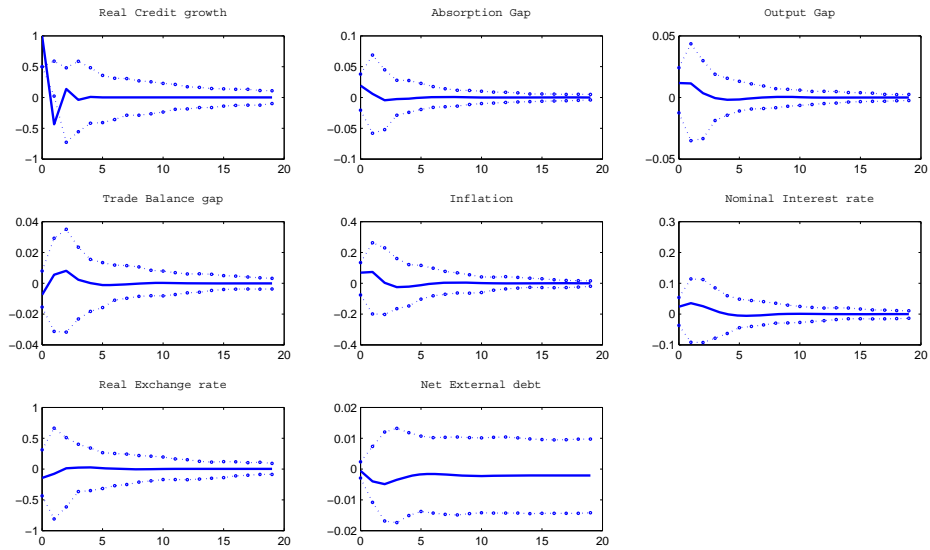 Real Credit growth
1
0.5
0
−0.5
−1
0 5 10 15 20
Absorption Gap
0.1
0.05
0
−0.05
−0.1
0 5 10 15 20
Output Gap
0.05
0
−0.05
0 5 10 15 20
Trade Balance gap
0.04
0.02
0
−0.02
−0.04
0 5 10 15 20
Inflation
0.4
0.2
0
−0.2
−0.4
0 5 10 15 20
Nominal Interest rate
0.3
0.2
0.1
0
−0.1
0 5 10 15 20
Real Exchange rate
1
0.5
0
−0.5
−1
0 5 10 15 20
Net External debt
0.02
0.01
0
−0.01
−0.02
0 5 10 15 20